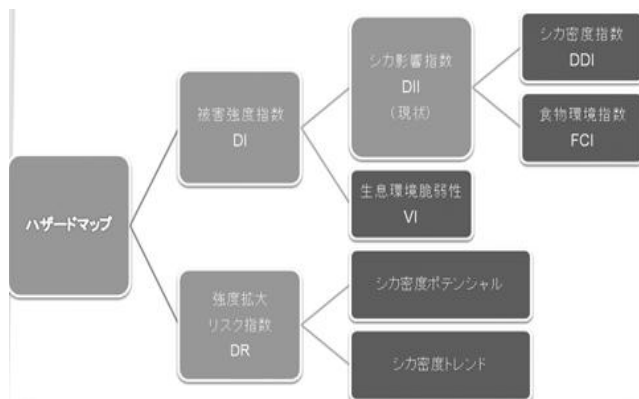 ハザードマップ
被害強度指数
DI
強度拡大
リスク指数
DR
シカ影響指数
DII
(現状)
生息環境脆弱性
VI
シカ密度指数
DDI
食物環境指数
FCI
シカ密度ポテンシャル
シカ密度トレンド